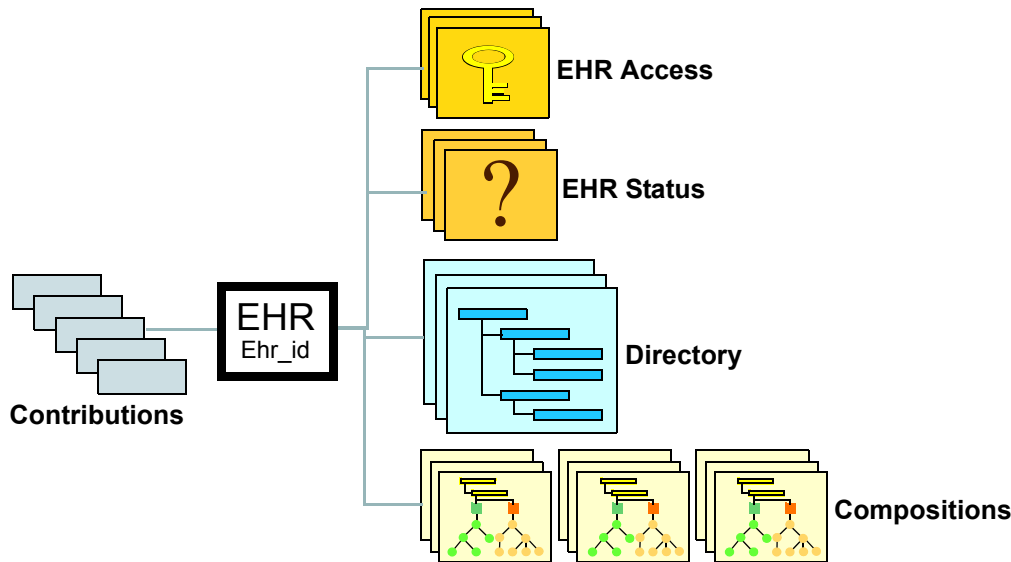 EHR Access
?
EHR Status
EHR
Ehr_id
Directory
Contributions
Compositions